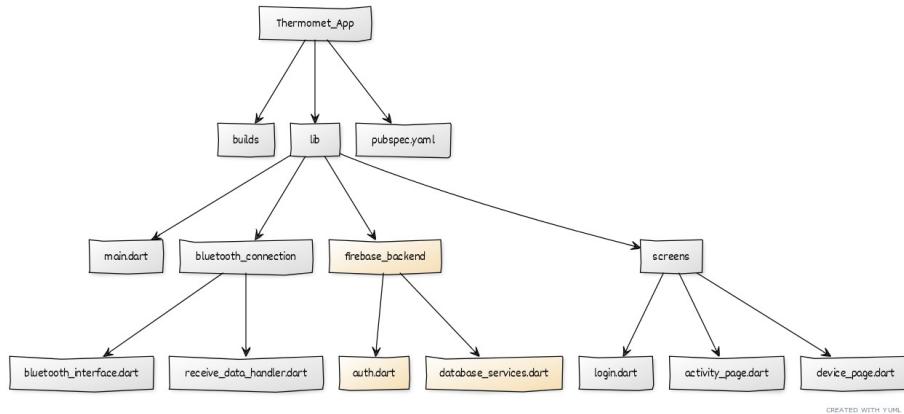 Thermomet_App
builds
lib
pubspec.yaml
main.dart
bluetooth_connection
firebase_backend
screens
bluetooth_interface.dart
receive_data_handler.dart
auth.dart
database_services.dart
login.dart
activity_page.dart
device_page.dart
CREATED WITH YUML